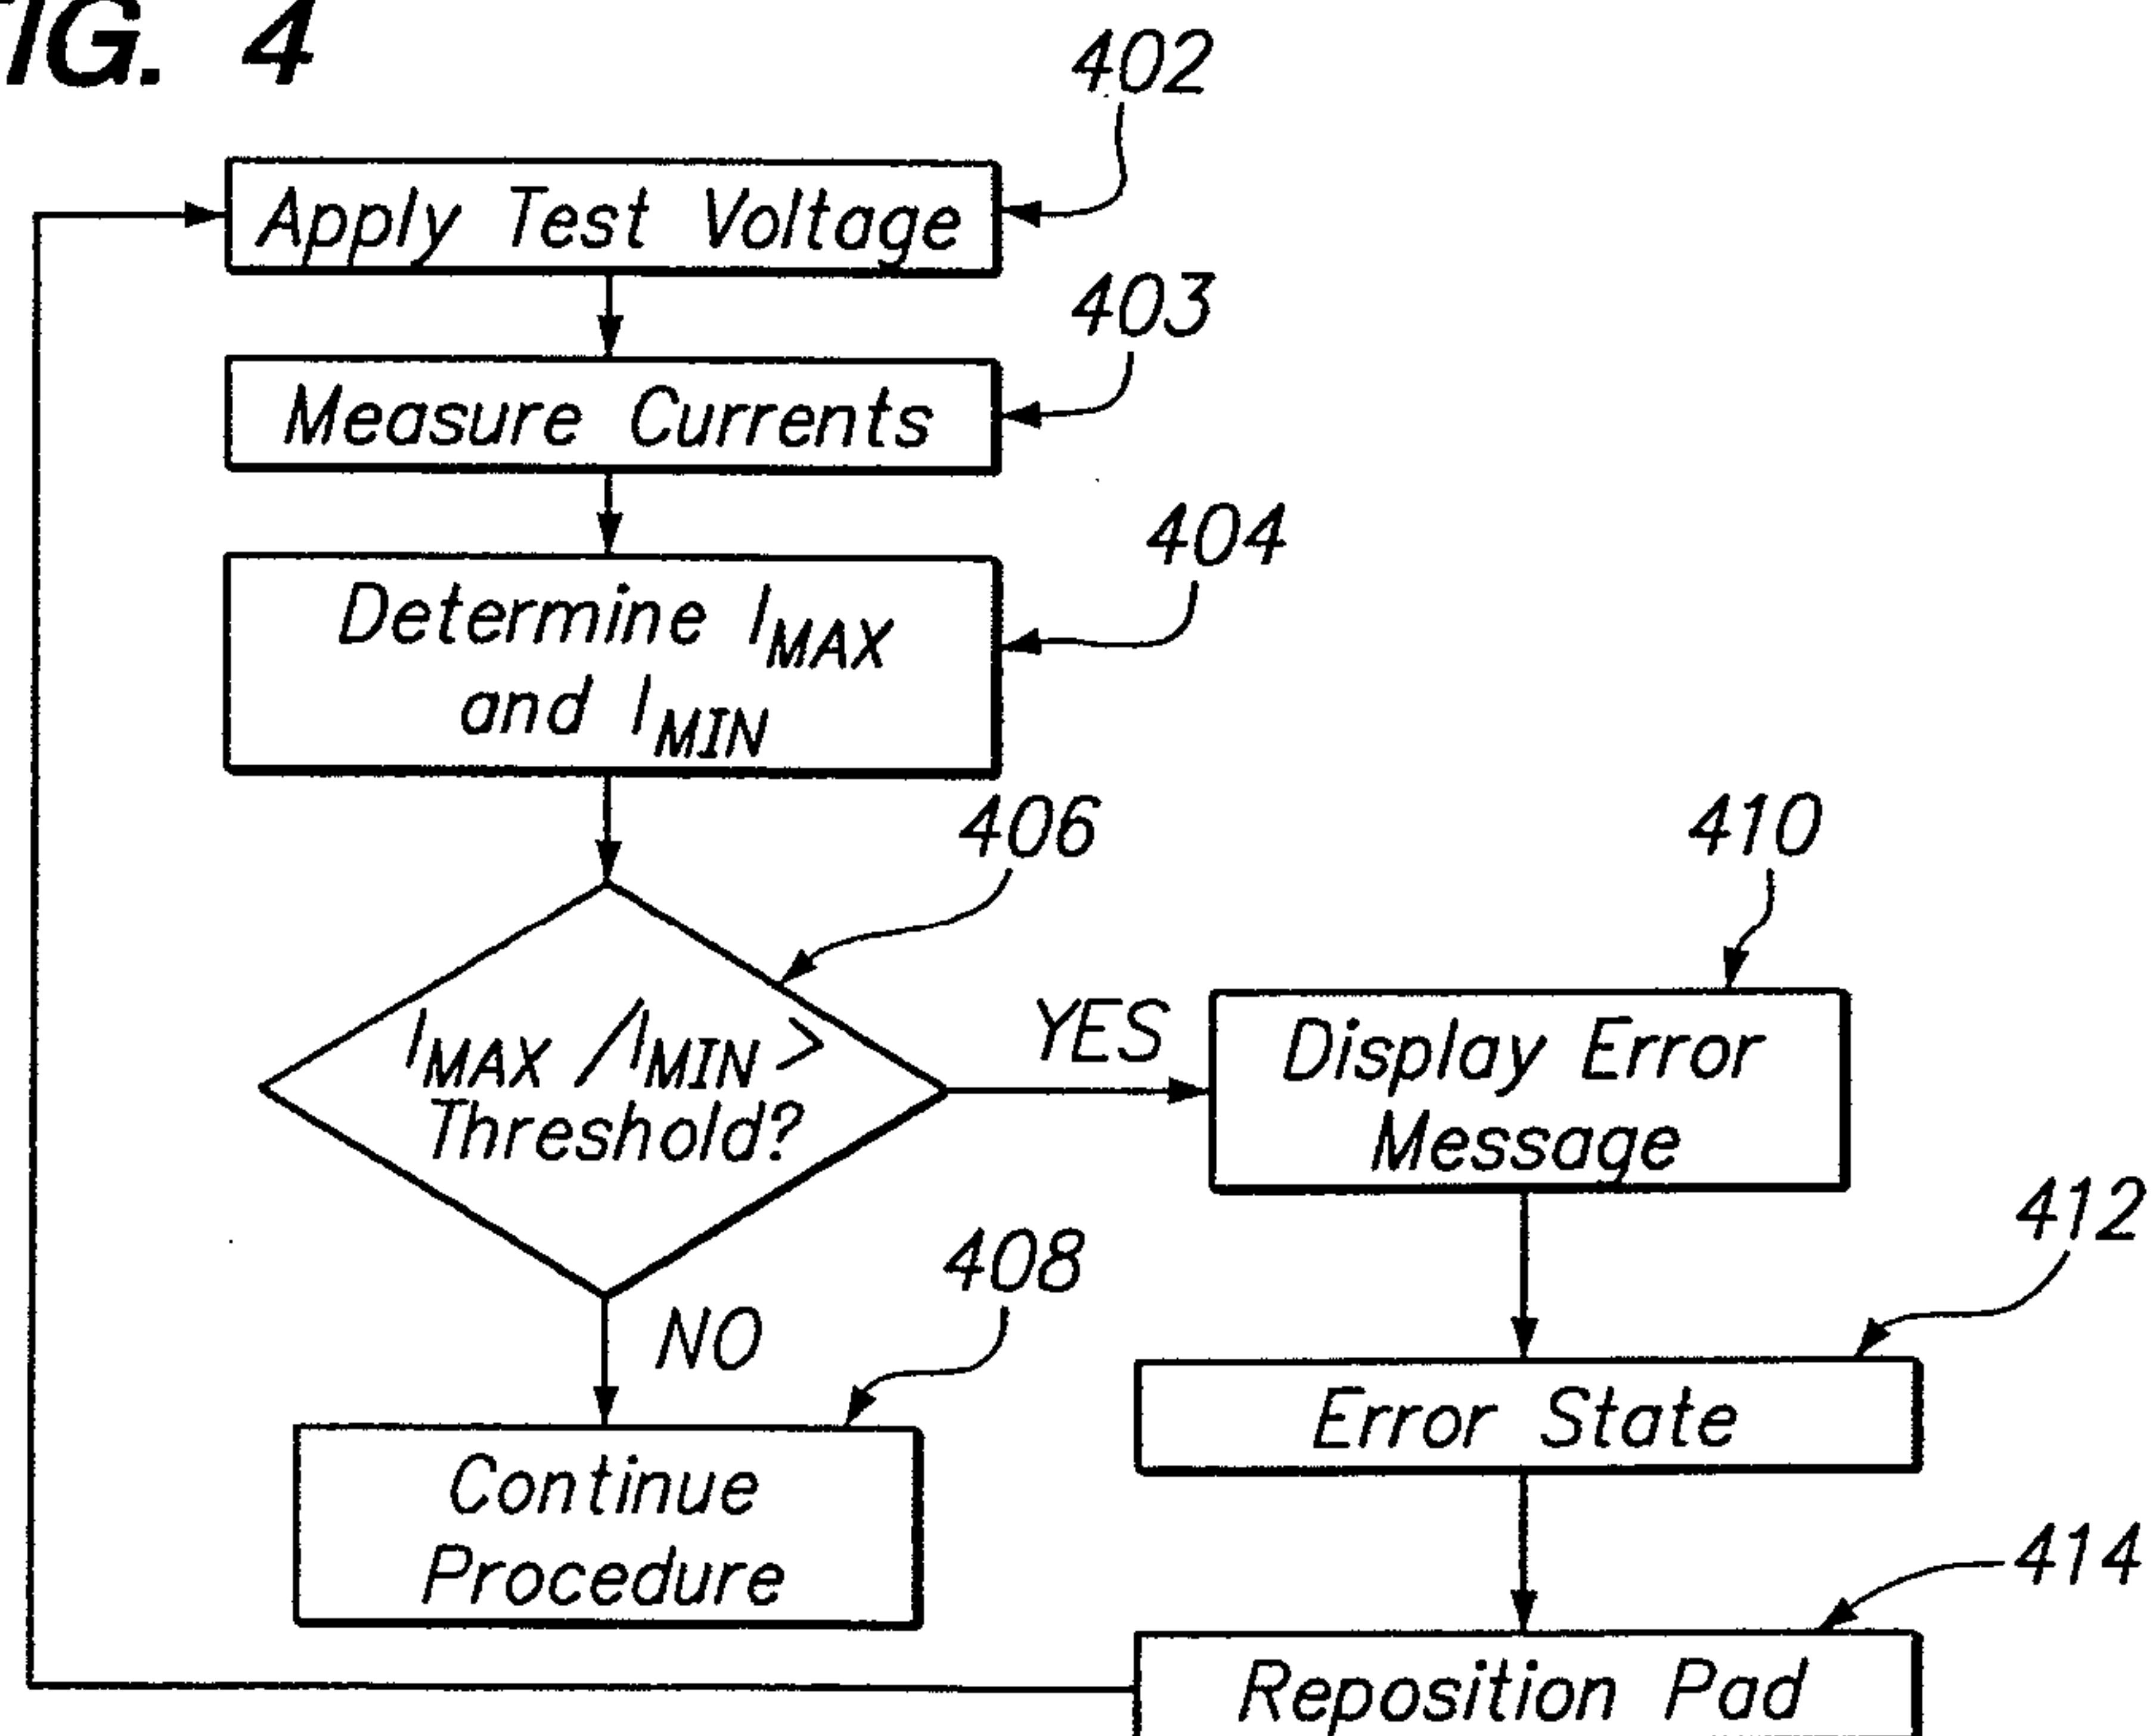 FIG. 4
402
Apply Test Voltage
403
Measure Currents
404
Determine IMAX
and IMIN
406
410
IMAX /IMIN >
Threshold?
YES
Display Error
Message
412
408
NO
Error State
Continue
Procedure
414
Reposition Pad